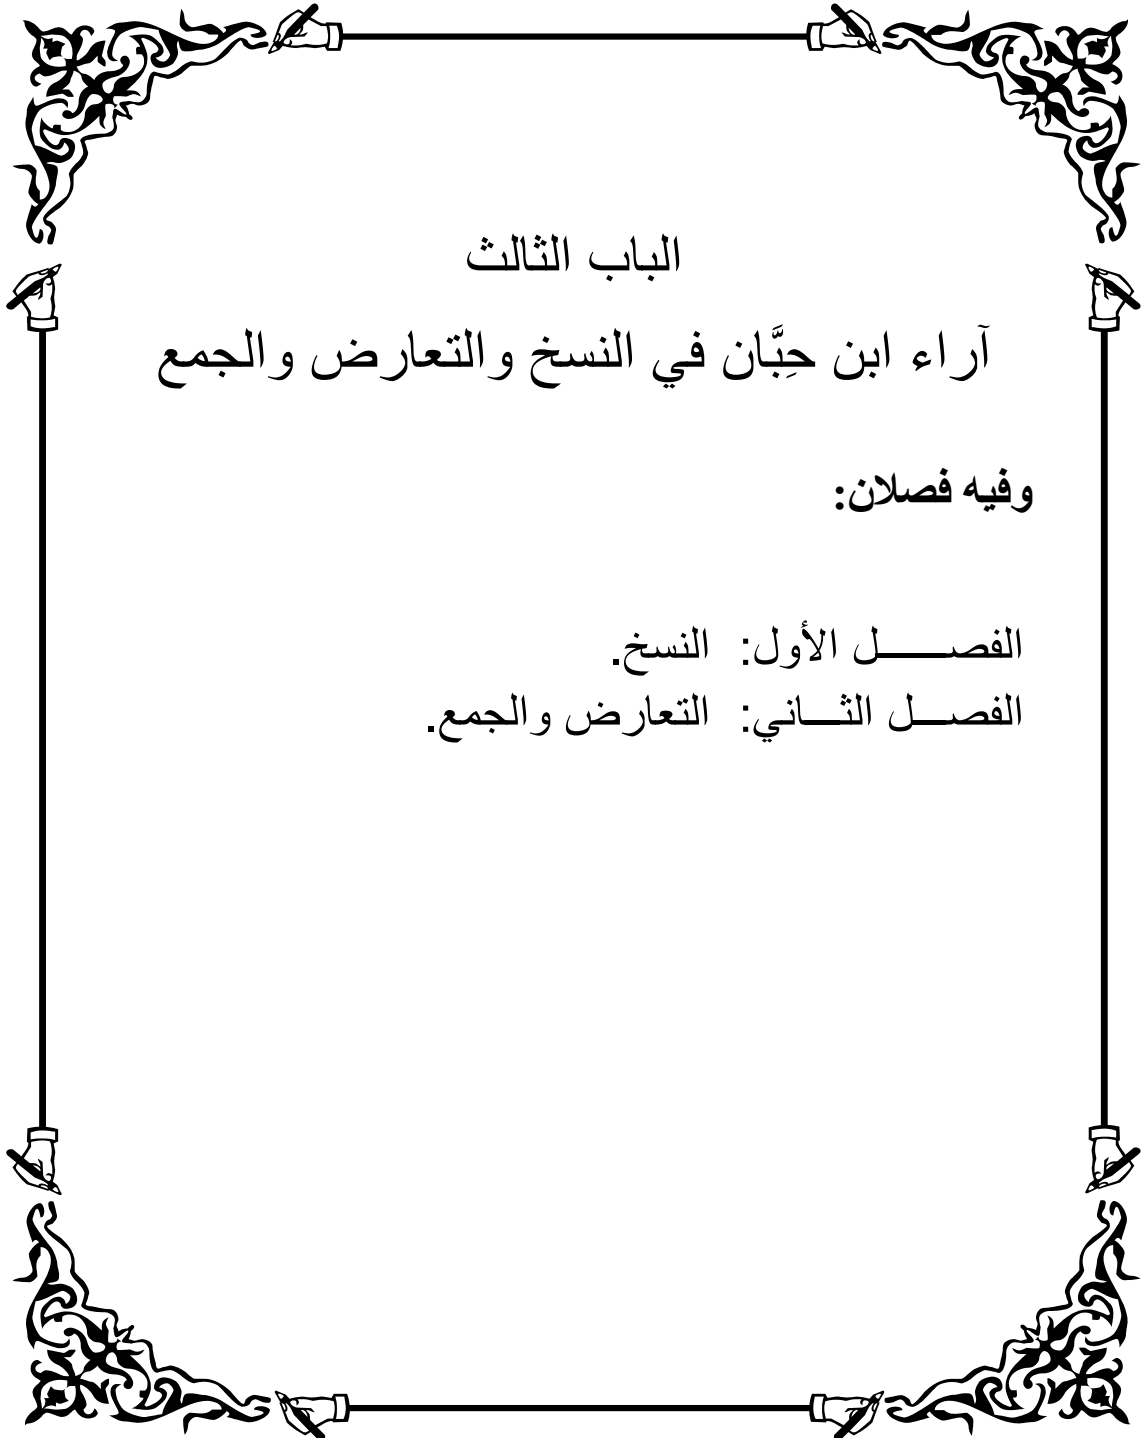 الباب الثالث
آراء ابن حِبَّان في النسخ والتعارض والجمع
وفيه فصلان:
الفصـــــل الأول: النسخ.
الفصـــل الثـــاني: التعارض والجمع.